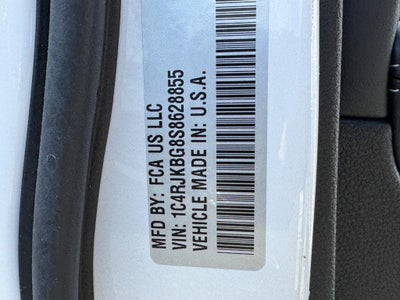 MFD BY: FCA US LLC
VIN: 1C4RJKBG8S8628855
VEHICLE MADE IN: U.S.A.